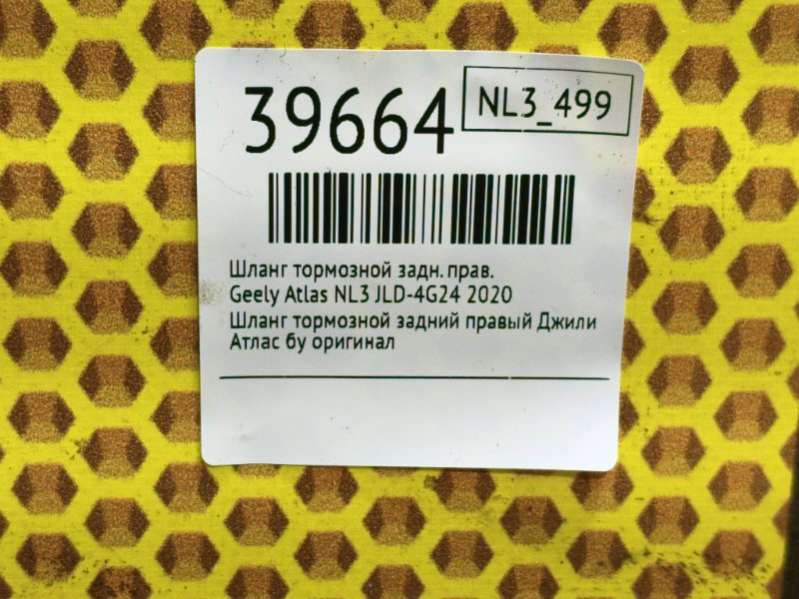 39664
NL3_499
Шланг тормозной задн. прав.
Geely Atlas NL3 JLD-4G24 2020
Шланг тормозной задний правый Джили
Атлас бу оригинал